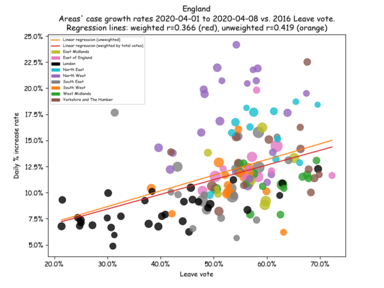 England
Areas' case growth rates 2020-04-01 to 2020-04-08 vs. 2016 Leave vote.
Regression lines: weighted r=0.366 (red), unweighted r=0.419 (orange)
25.0%
22.5%
20.0%
17.5%
15.0%
12.5%
10.0%
7.5%
5.0%
Daily % increase rate
Linear regression (unweighted)
Linear regression (weighted by total votes)
East Midlands
East of England
London
North East
North West
South East
South West
West Midlands
Yorkshire and The Humber
20.0%
30.0%
40.0%
50.0%
60.0%
70.0%
Leave vote